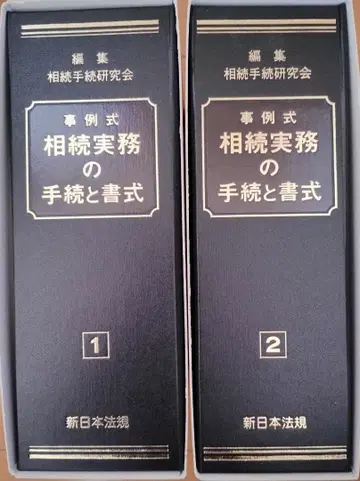 編集
相続手続研究会
事例式
相続実務
の
手続と書式
1
新日本法規
編集
相続手続研究会
事例式
相続実務
の
手続と書式
2
新日本法規